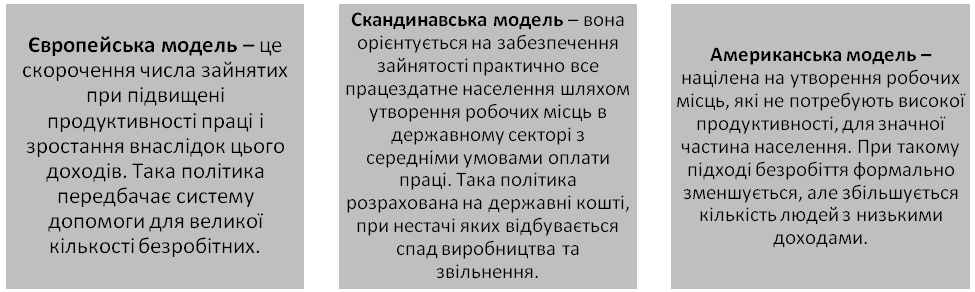 Європейська модель – це
скорочення числа зайнятих
при підвищені
продуктивності праці і
зростання внаслідок цього
доходів. Така політика
передбачає систему
допомоги для великої
кількості безробітних.
Скандинавська модель – вона
орієнтується на забезпечення
зайнятості практично все
працездатне населення шляхом
утворення робочих місць в
державному секторі з
середніми умовами оплати
праці. Така політика
розрахована на державні кошті,
при нестачі яких відбувається
спад виробництва та
звільнення.
Американська модель –
націлена на утворення робочих
місць, які не потребують високої
продуктивності, для значної
частина населення. При такому
підході безробіття формально
зменшується, але збільшується
кількість людей з низькими
доходами.